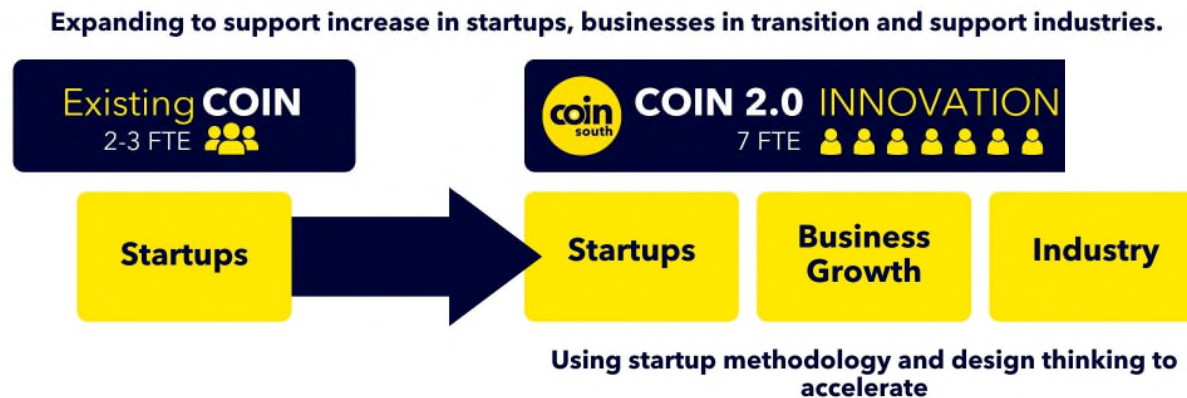 Expanding to support increase in startups, businesses in transition and support industries.
Existing COIN
2-3 FTE
coin
south
COIN 2.0 INNOVATION
7 FTE
Startups
Startups
Business
Growth
Industry
Using startup methodology and design thinking to
accelerate